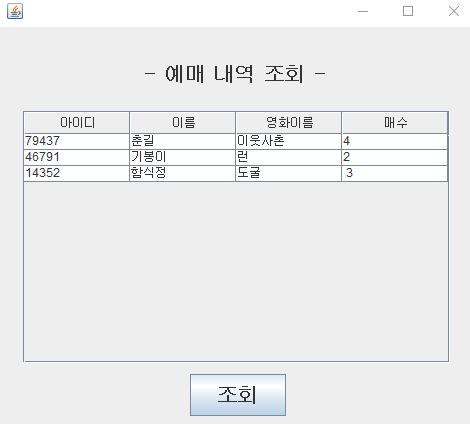 - 예매 내역 조회 -
아이디 이름 영화이름 매수
79437 춘길 이웃사촌 4
46791 기봉이 런 2
14352 함식정 도굴 3
조회